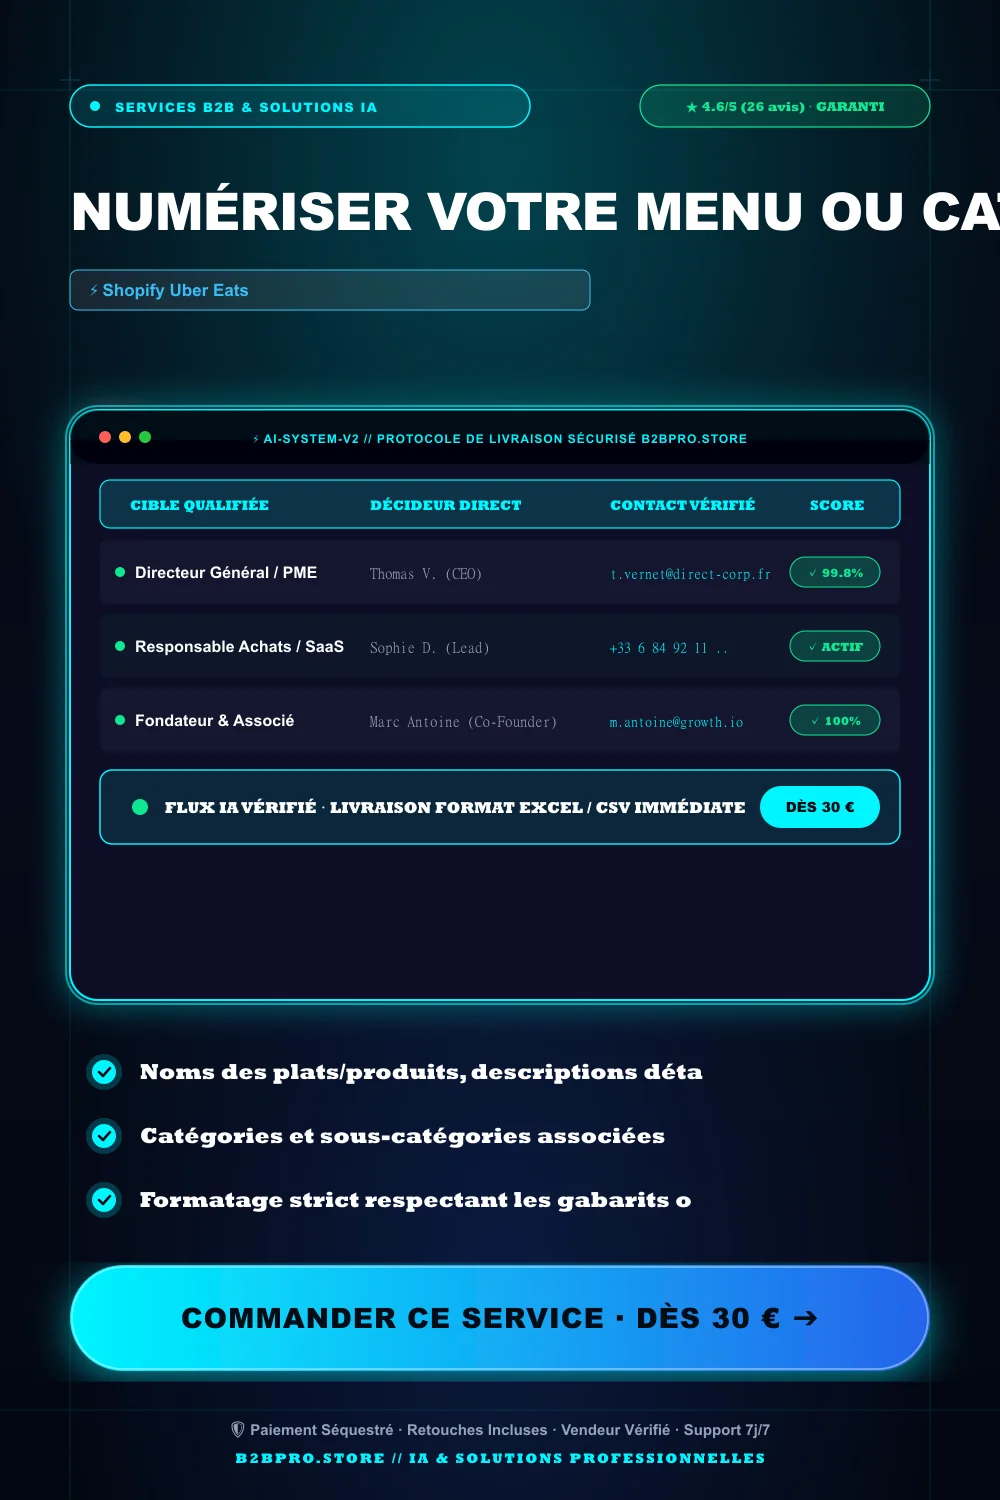 SERVICES B2B & SOLUTIONS IA
★ 4.6/5 (26 avis) · GARANTI
NUMÉRISER VOTRE MENU OU CA
⚡ Shopify Uber Eats
⚡ AI-SYSTEM-V2 // PROTOCOLE DE LIVRAISON SÉCURISÉ B2BPRO.STORE
CIBLE QUALIFIÉE DÉCIDEUR DIRECT CONTACT VÉRIFIÉ SCORE
Directeur Général / PME Thomas V. (CEO) t.vernet@direct-corp.fr ✓ 99.8%
Responsable Achats / SaaS Sophie D. (Lead) +33 6 84 92 11 .. ✓ ACTIF
Fondateur & Associé Marc Antoine (Co-Founder) m.antoine@growth.io ✓ 100%
FLUX IA VÉRIFIÉ · LIVRAISON FORMAT EXCEL / CSV IMMÉDIATE DÈS 30 €
Noms des plats/produits, descriptions déta
Catégories et sous-catégories associées
Formatage strict respectant les gabarits o
COMMANDER CE SERVICE · DÈS 30 € ➔
🛡 Paiement Séquestré · Retouches Incluses · Vendeur Vérifié · Support 7j/7
B2BPRO.STORE // IA & SOLUTIONS PROFESSIONNELLES